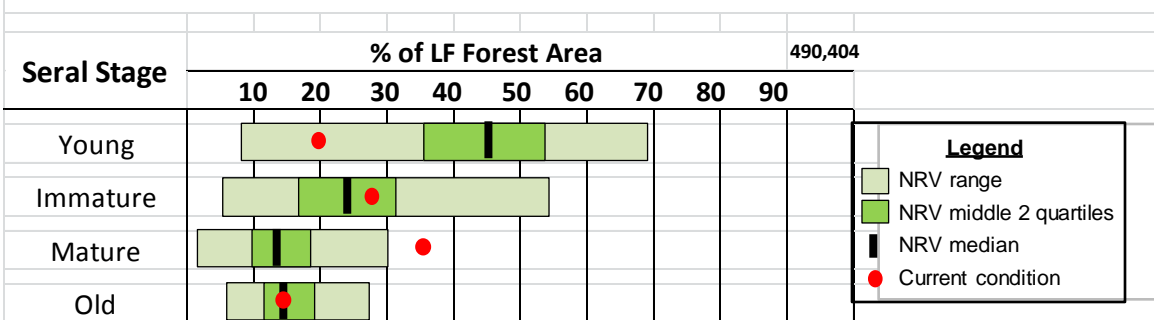 Seral Stage
% of LF Forest Area 490,404
10 20 30 40 50 60 70 80 90
Young
Immature
Mature
Old
Legend
NRV range
NRV middle 2 quartiles
NRV median
Current condition